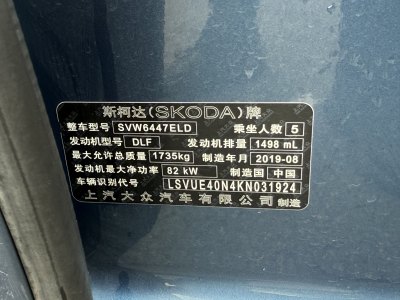 斯柯达(SKODA)牌
整车型号 SVW6447ELD 乘坐人数 5
发动机型号 DLF 发动机排量 1498 mL
最大允许总质量 1735kg 制造年月 2019-08
发动机最大净功率 82 kW 制造国 中国
车辆识别代号 LSVUE40N4KN031924
上汽大众汽车有限公司 制造